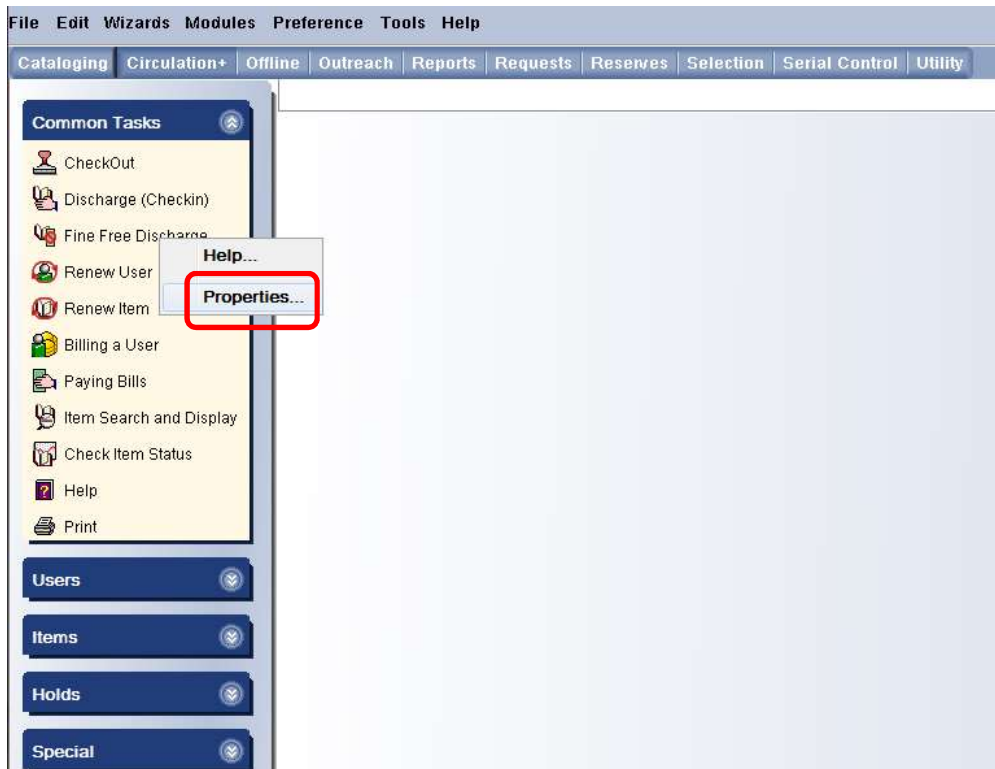 File Edit Wizards Modules Preference Tools Help
Cataloging Circulation+ Offline Outreach Reports Requests Reserves Selection Serial Control Utility
Common Tasks
CheckOut
Discharge (Checkin)
Fine Free Discharge
Help...
Renew User
Properties...
Renew Item
Billing a User
Paying Bills
Item Search and Display
Check Item Status
Help
Print
Users
Items
Holds
Special